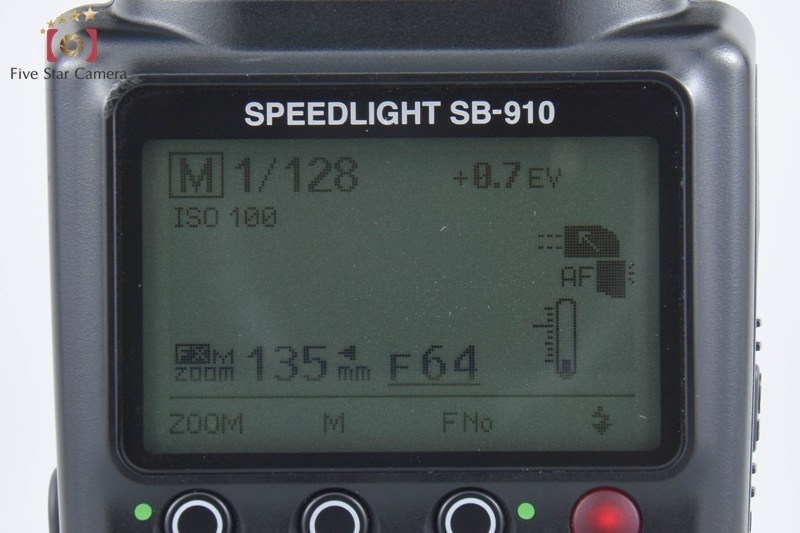 Five Star Camera
SPEEDLIGHT SB-910
M 1/128 +0.7 EV
ISO 100
AF
FX M
ZOOM 135 mm F 64
ZOOM M FNo